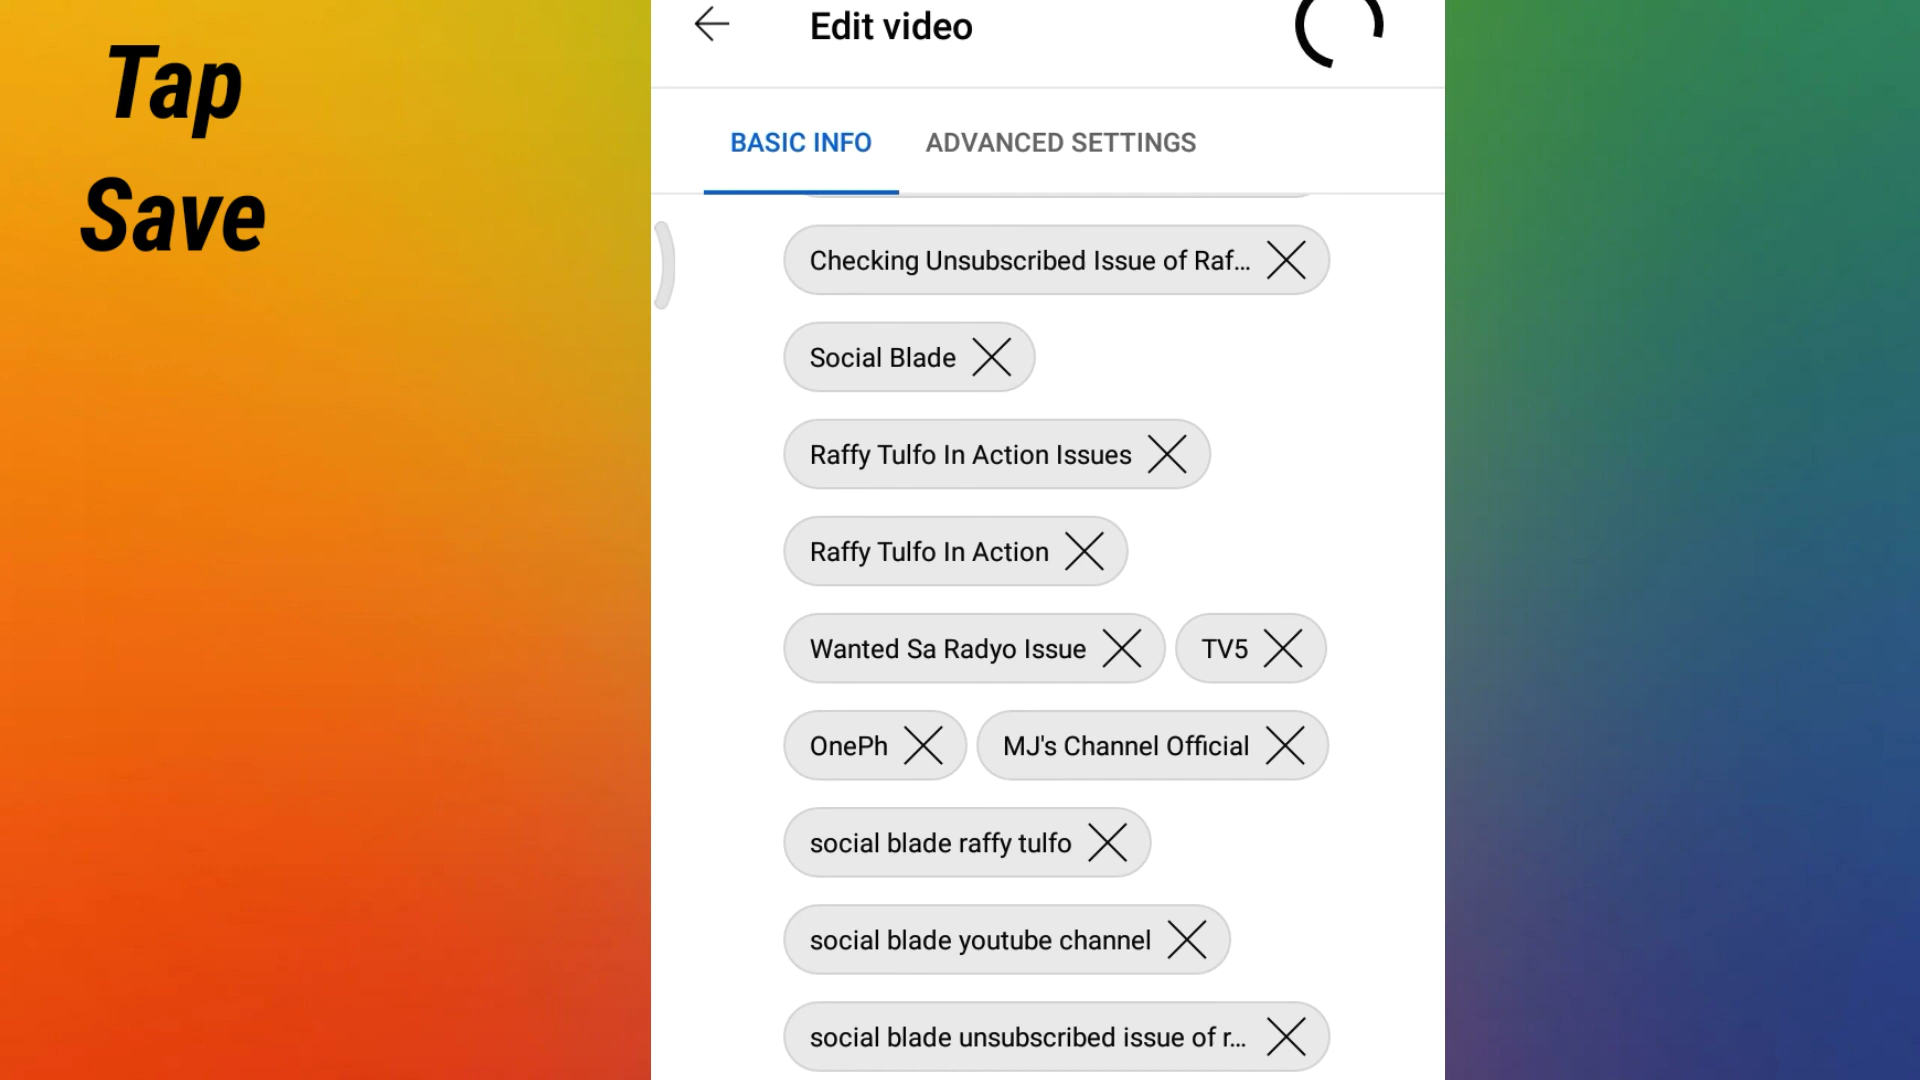 Tap
Save
Edit video
BASIC INFO ADVANCED SETTINGS
Checking Unsubscribed Issue of Raf...
Social Blade
Raffy Tulfo In Action Issues
Raffy Tulfo In Action
Wanted Sa Radyo Issue TV5
OnePh MJ's Channel Official
social blade raffy tulfo
social blade youtube channel
social blade unsubscribed issue of r...